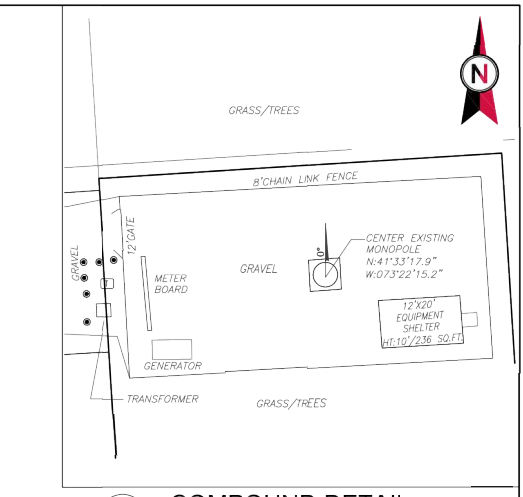 N
GRASS/TREES
8'CHAIN LINK FENCE
12'GATE
GRAVEL
METER
BOARD
GRAVEL
0°
CENTER EXISTING
MONOPOLE
N:41°33'17.9"
W:073°22'15.2"
12'X20'
EQUIPMENT
SHELTER
HT:10'/236 SQ.FT.
T
GENERATOR
TRANSFORMER
GRASS/TREES
COMPOUND DETAIL